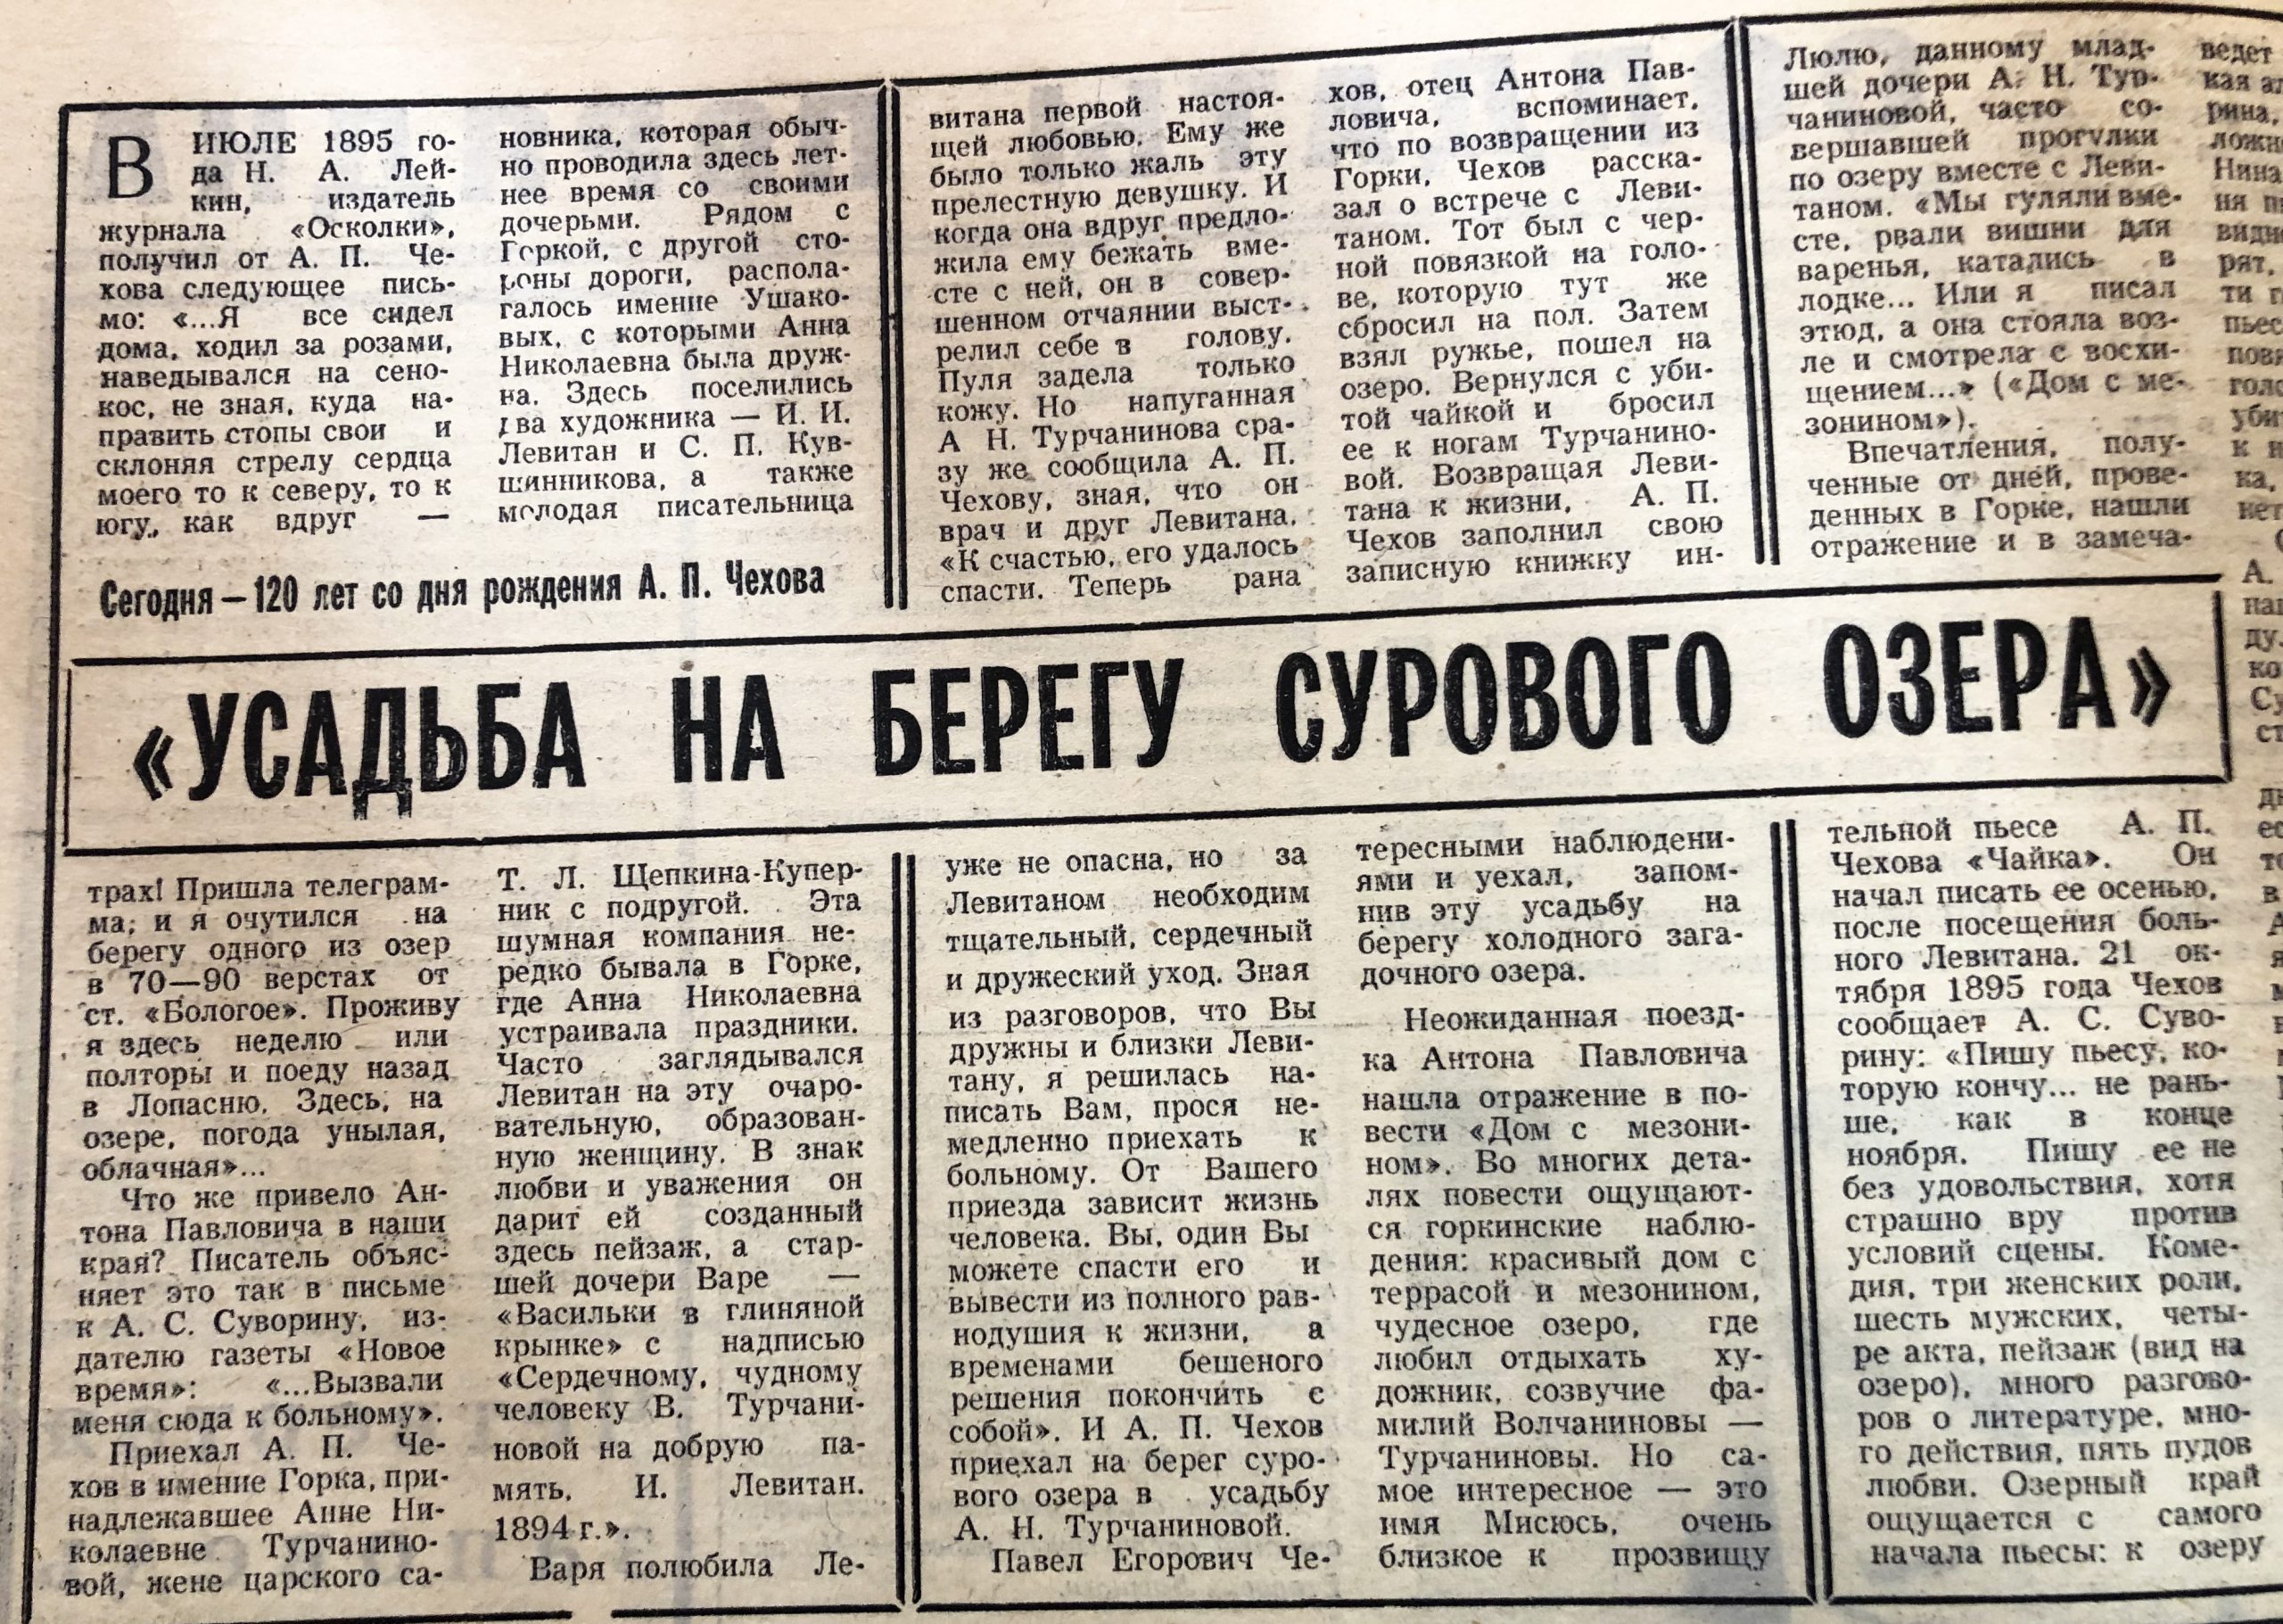 В ИЮЛЕ 1895 го-
да Н. А. Лей-
кин, издатель
журнала «Осколки»,
получил от А. П. Че-
хова следующее пись-
мо: «...Я все сидел
дома, ходил за розами,
наведывался на сено-
кос, не зная, куда на-
править стопы свои и
склоняя стрелу сердца
моего то к северу, то к
югу, как вдруг —
трах! Пришла телеграм-
ма; и я очутился на
берегу одного из озер
в 70—90 верстах от
ст. «Бологое». Проживу
я здесь неделю или
полторы и поеду назад
в Лопасню. Здесь, на
озере, погода унылая,
облачная»...
Что же привело Ан-
тона Павловича в наши
края? Писатель объяс-
няет это так в письме
к А. С. Суворину, из-
дателю газеты «Новое
время»: «...Вызвали
меня сюда к больному».
Приехал А. П. Че-
хов в имение Горка, при-
надлежавшее Анне Ни-
колаевне Турчанино-
вой, жене царского са-
новника, которая обыч-
но проводила здесь лет-
нее время со своими
дочерьми. Рядом с
Горкой, с другой сто-
роны дороги, распола-
галось имение Ушако-
вых, с которыми Анна
Николаевна была друж-
на. Здесь поселились
два художника — И. И.
Левитан и С. П. Кув-
шинникова, а также
молодая писательница
Т. Л. Щепкина-Купер-
ник с подругой. Эта
шумная компания не-
редко бывала в Горке,
где Анна Николаевна
устраивала праздники.
Часто заглядывался
Левитан на эту очаро-
вательную, образован-
ную женщину. В знак
любви и уважения он
дарит ей созданный
здесь пейзаж, а стар-
шей дочери Варе —
«Васильки в глиняной
крынке» с надписью
«Сердечному, чудному
человеку В. Турчани-
новой на добрую па-
мять. И. Левитан.
1894 г.».
Варя полюбила Ле-
витана первой настоя-
щей любовью. Ему же
было только жаль эту
прелестную девушку. И
когда она вдруг предло-
жила ему бежать вме-
сте с ней, он в совер-
шенном отчаянии выст-
релил себе в голову.
Пуля задела только
кожу. Но напуганная
А Н. Турчанинова сра-
зу же сообщила А. П.
Чехову, зная, что он
врач и друг Левитана.
«К счастью, его удалось
спасти. Теперь рана
уже не опасна, но за
Левитаном необходим
тщательный, сердечный
и дружеский уход. Зная
из разговоров, что Вы
дружны и близки Леви-
тану, я решилась на-
писать Вам, прося не-
медленно приехать к
больному. От Вашего
приезда зависит жизнь
человека. Вы, один Вы
можете спасти его и
вывести из полного рав-
нодушия к жизни, а
временами бешеного
решения покончить с
собой». И А. П. Чехов
приехал на берег суро-
вого озера в усадьбу
А. Н. Турчаниновой.
Павел Егорович Че-
хов, отец Антона Пав-
ловича, вспоминает,
что по возвращении из
Горки, Чехов расска-
зал о встрече с Леви-
таном. Тот был с чер-
ной повязкой на голо-
ве, которую тут же
сбросил на пол. Затем
взял ружье, пошел на
озеро. Вернулся с уби-
той чайкой и бросил
ее к ногам Турчанино-
вой. Возвращая Леви-
тана к жизни, А. П.
Чехов заполнил свою
записную книжку ин-
тересными наблюдени-
ями и уехал, запом-
нив эту усадьбу на
берегу холодного зага-
дочного озера.
Неожиданная поезд-
ка Антона Павловича
нашла отражение в по-
вести «Дом с мезони-
ном». Во многих дета-
лях повести ощущают-
ся горкинские наблю-
дения: красивый дом с
террасой и мезонином,
чудесное озеро, где
любил отдыхать ху-
дожник, созвучие фа-
милий Волчаниновы —
Турчаниновы. Но са-
мое интересное — это
имя Мисюсь, очень
близкое к прозвищу
Люлю, данному млад-
шей дочери А. Н. Тур-
чаниновой, часто со-
вершавшей прогулки
по озеру вместе с Леви-
таном. «Мы гуляли вме-
сте, рвали вишни для
варенья, катались в
лодке... Или я писал
этюд, а она стояла воз-
ле и смотрела с восхи-
щением...» («Дом с ме-
зонином»).
Впечатления, полу-
ченные от дней, прове-
денных в Горке, нашли
отражение и в замеча-
тельной пьесе А. П.
Чехова «Чайка». Он
начал писать ее осенью,
после посещения боль-
ного Левитана. 21 ок-
тября 1895 года Чехов
сообщает А. С. Суво-
рину: «Пишу пьесу, ко-
торую кончу... не рань-
ше, как в конце
ноября. Пишу ее не
без удовольствия, хотя
страшно вру против
условий сцены. Коме-
дия, три женских роли,
шесть мужских, четы-
ре акта, пейзаж (вид на
озеро), много разгово-
ров о литературе, мно-
го действия, пять пудов
любви. Озерный край
ощущается с самого
начала пьесы: к озеру
ведет
Сегодня — 120 лет со дня рождения А. П. Чехова
«УСАДЬБА НА БЕРЕГУ СУРОВОГО ОЗЕРА»